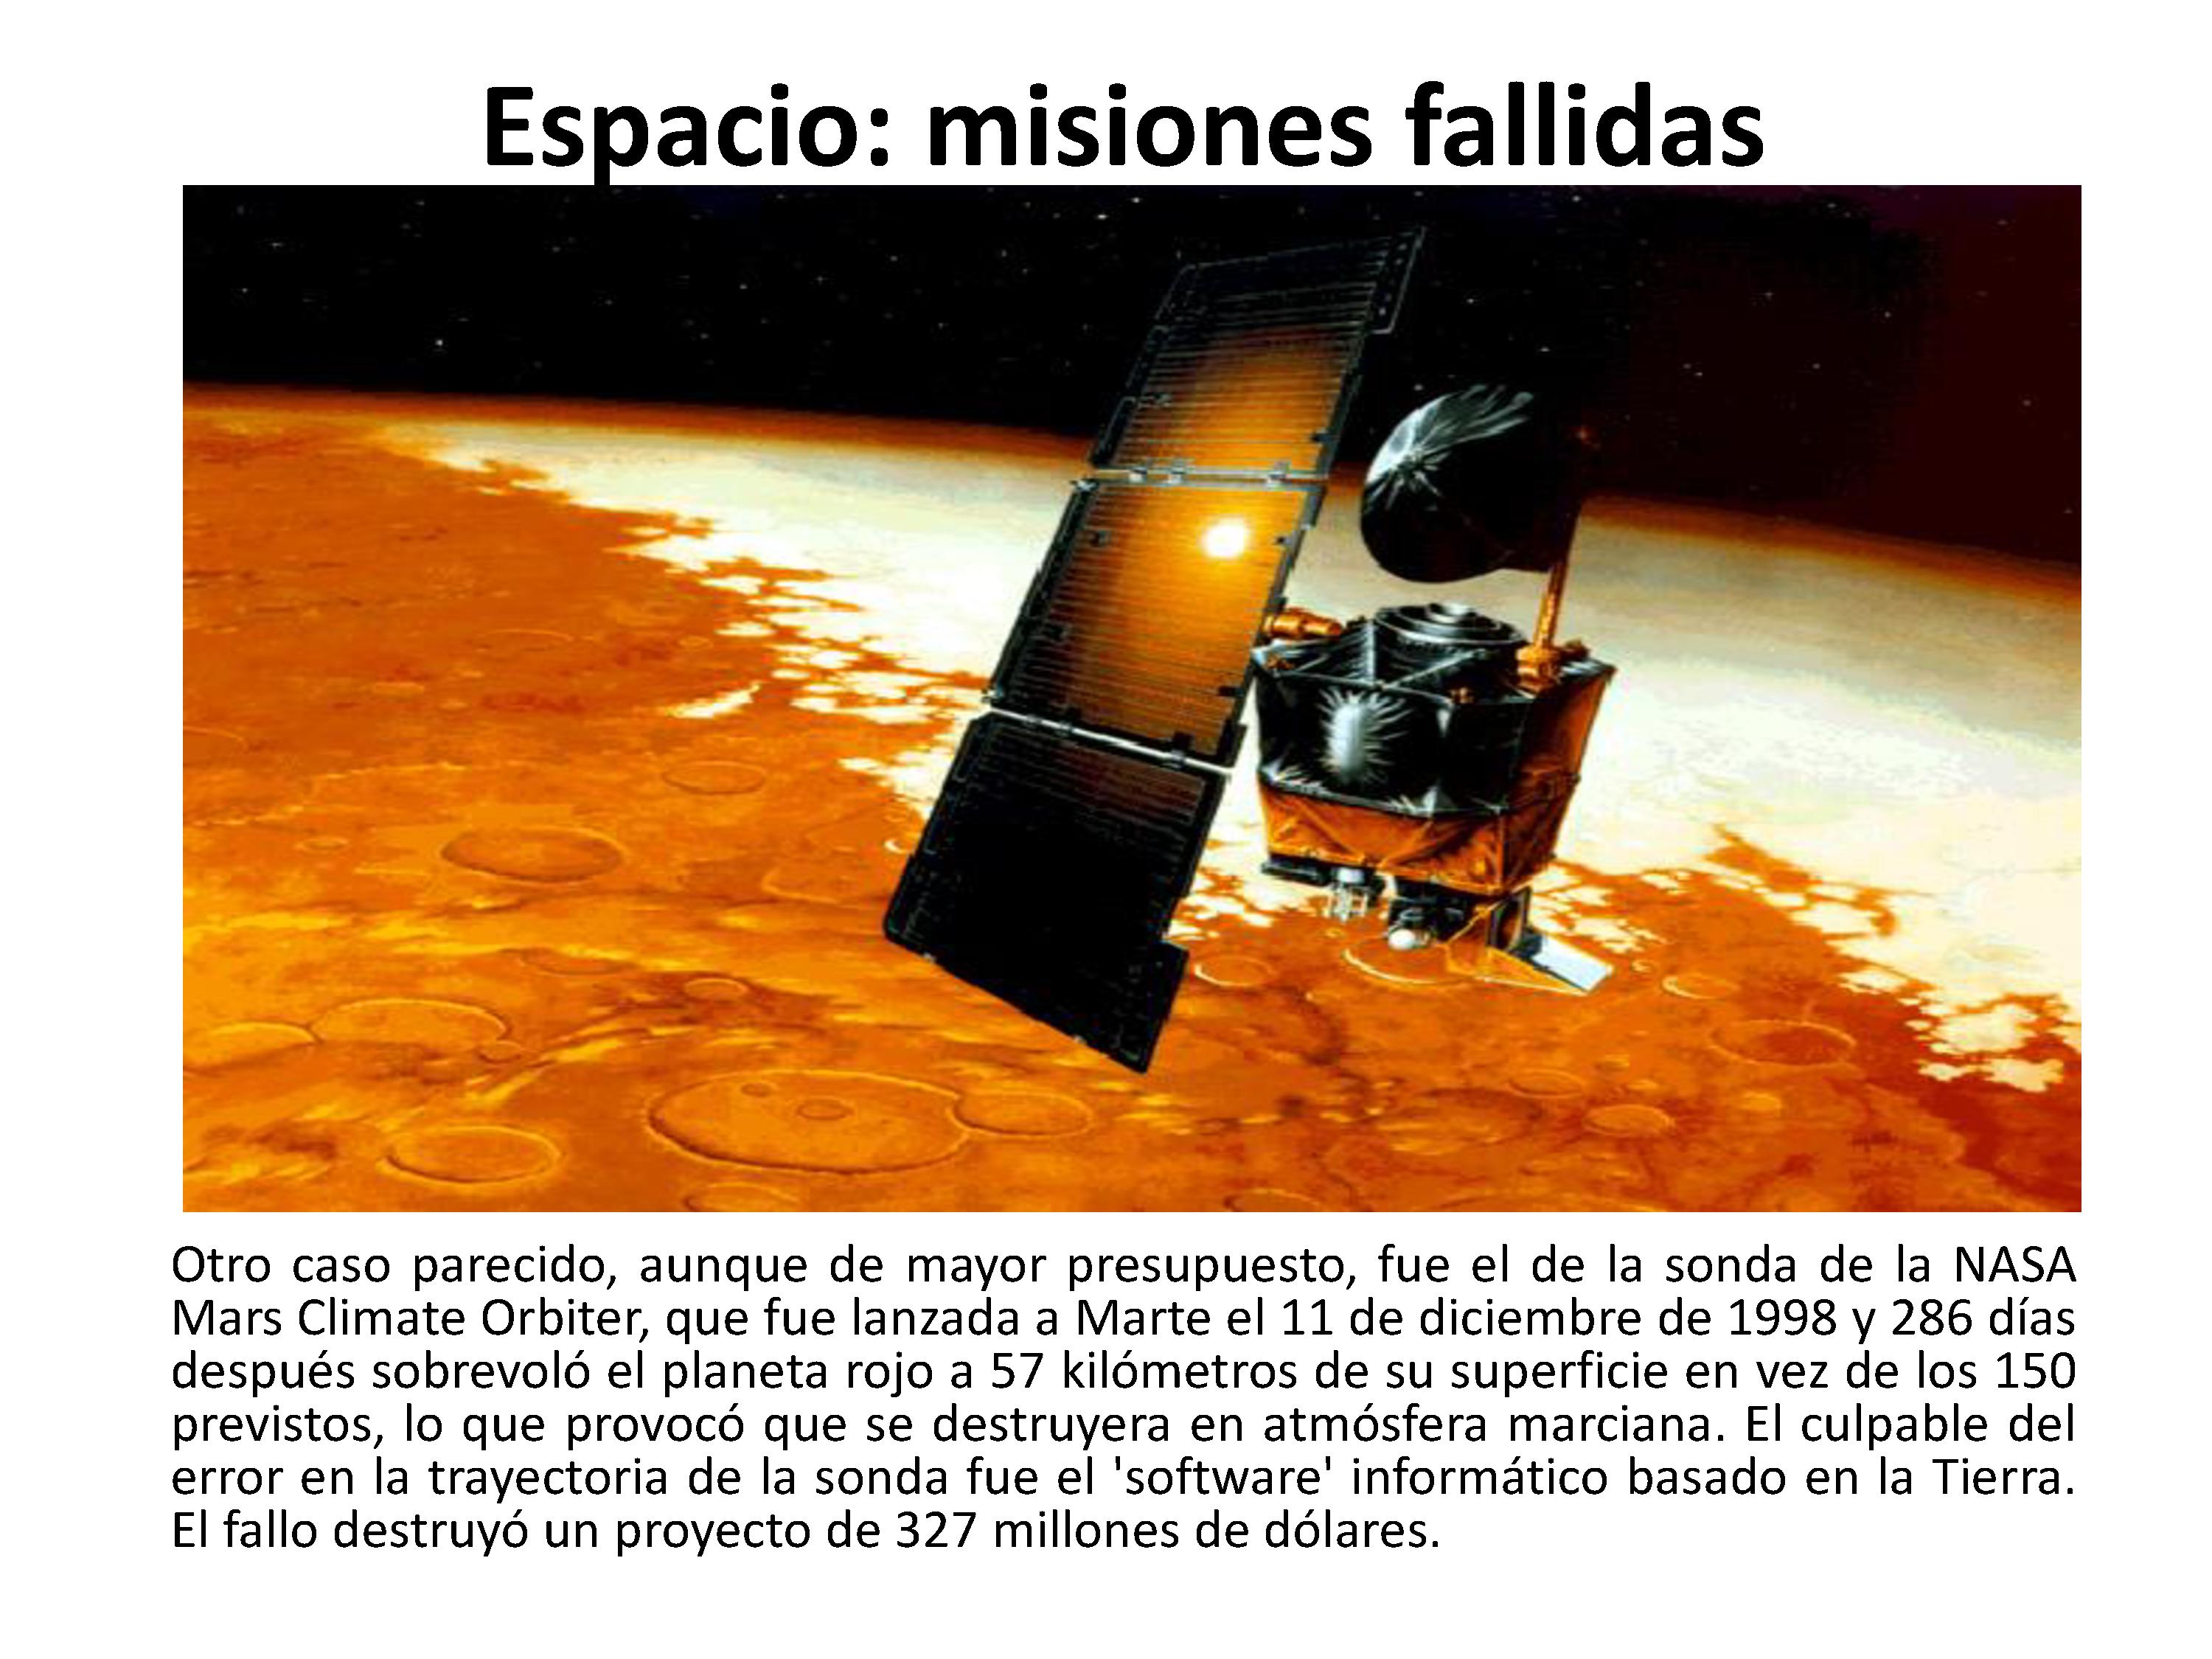 Espacio: misiones fallidas
Otro caso parecido, aunque de mayor presupuesto, fue el de la sonda de la NASA
Mars Climate Orbiter, que fue lanzada a Marte el 11 de diciembre de 1998 y 286 días
después sobrevoló el planeta rojo a 57 kilómetros de su superficie en vez de los 150
previstos, lo que provocó que se destruyera en atmósfera marciana. El culpable del
error en la trayectoria de la sonda fue el 'software' informático basado en la Tierra.
El fallo destruyó un proyecto de 327 millones de dólares.